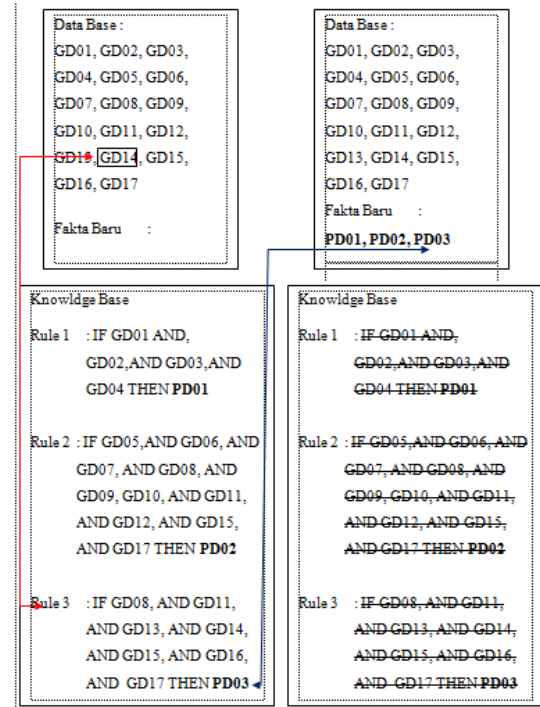 Data Base :
GD01, GD02, GD03,
GD04, GD05, GD06,
GD07, GD08, GD09,
GD10, GD11, GD12,
GD13, GD14, GD15,
GD16, GD17
Fakta Baru :
Data Base :
GD01, GD02, GD03,
GD04, GD05, GD06,
GD07, GD08, GD09,
GD10, GD11, GD12,
GD13, GD14, GD15,
GD16, GD17
Fakta Baru :
PD01, PD02, PD03
Knowldge Base
Rule 1 : IF GD01 AND,
GD02,AND GD03,AND
GD04 THEN PD01
Rule 2 : IF GD05,AND GD06, AND
GD07, AND GD08, AND
GD09, GD10, AND GD11,
AND GD12, AND GD15,
AND GD17 THEN PD02
Rule 3 : IF GD08, AND GD11,
AND GD13, AND GD14,
AND GD15, AND GD16,
AND GD17 THEN PD03
Knowldge Base
Rule 1 : IF GD01 AND,
GD02,AND GD03,AND
GD04 THEN PD01
Rule 2 : IF GD05,AND GD06, AND
GD07, AND GD08, AND
GD09, GD10, AND GD11,
AND GD12, AND GD15,
AND GD17 THEN PD02
Rule 3 : IF GD08, AND GD11,
AND GD13, AND GD14,
AND GD15, AND GD16,
AND GD17 THEN PD03